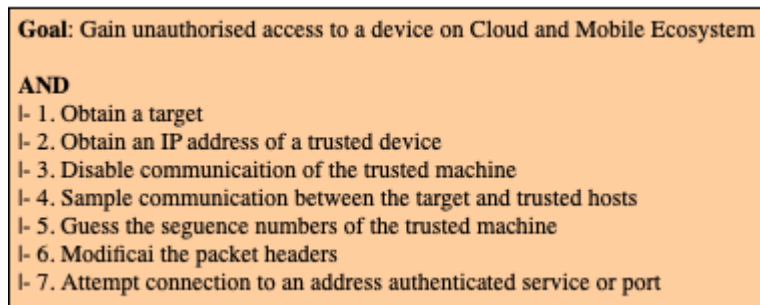 Goal: Gain unauthorised access to a device on Cloud and Mobile Ecosystem
AND
|- 1. Obtain a target
|- 2. Obtain an IP address of a trusted device
|- 3. Disable communicaition of the trusted machine
|- 4. Sample communication between the target and trusted hosts
|- 5. Guess the seguence numbers of the trusted machine
|- 6. Modificai the packet headers
|- 7. Attempt connection to an address authenticated service or port